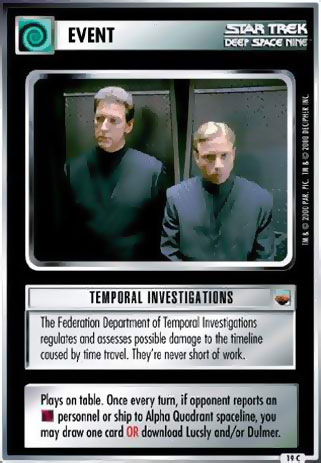 EVENT
STAR TREK
DEEP SPACE NINE
TM & © 2000 PAR. PIC. TM & © 2000 DECIPHER INC.
TEMPORAL INVESTIGATIONS
The Federation Department of Temporal Investigations
regulates and assesses possible damage to the timeline
caused by time travel. They're never short of work.
Plays on table. Once every turn, if opponent reports an
personnel or ship to Alpha Quadrant spaceline, you
may draw one card OR download Lucsly and/or Dulmer.
19 C